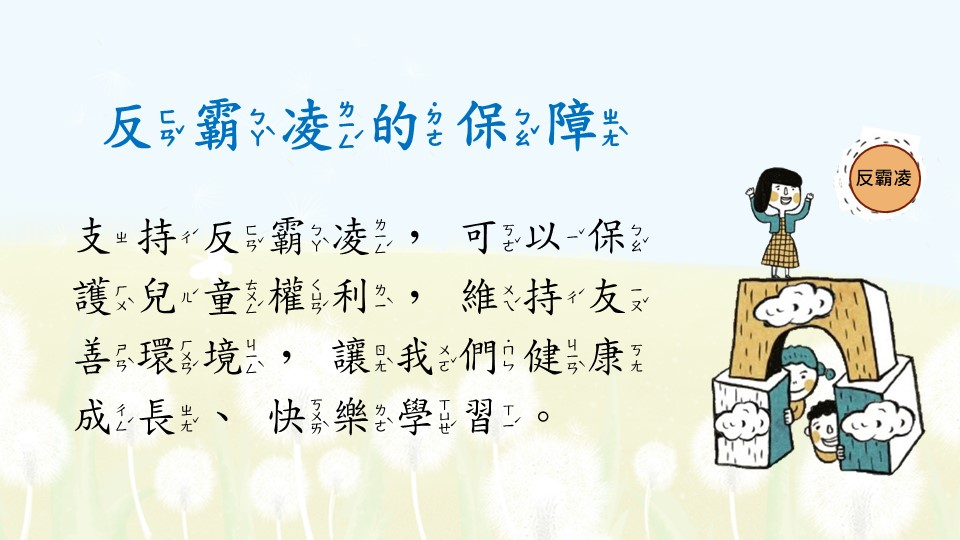 反霸凌的保障
反霸凌
支持反霸凌，可以保
護兒童權利，維持友
善環境，讓我們健康
成長、快樂學習。